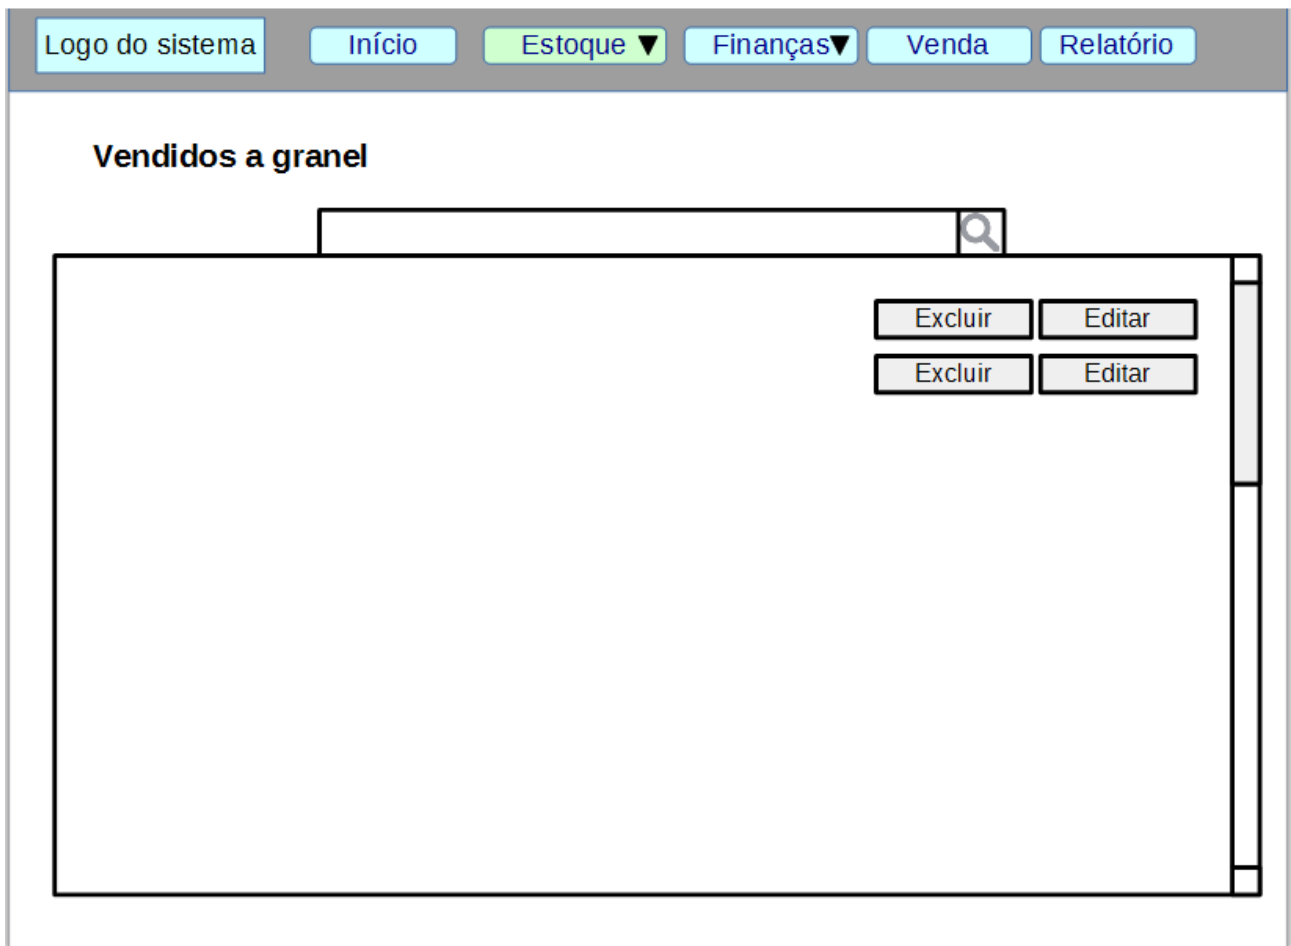 Logo do sistema Início Estoque ▼ Finanças▼ Venda Relatório
Vendidos a granel
Excluir Editar
Excluir Editar